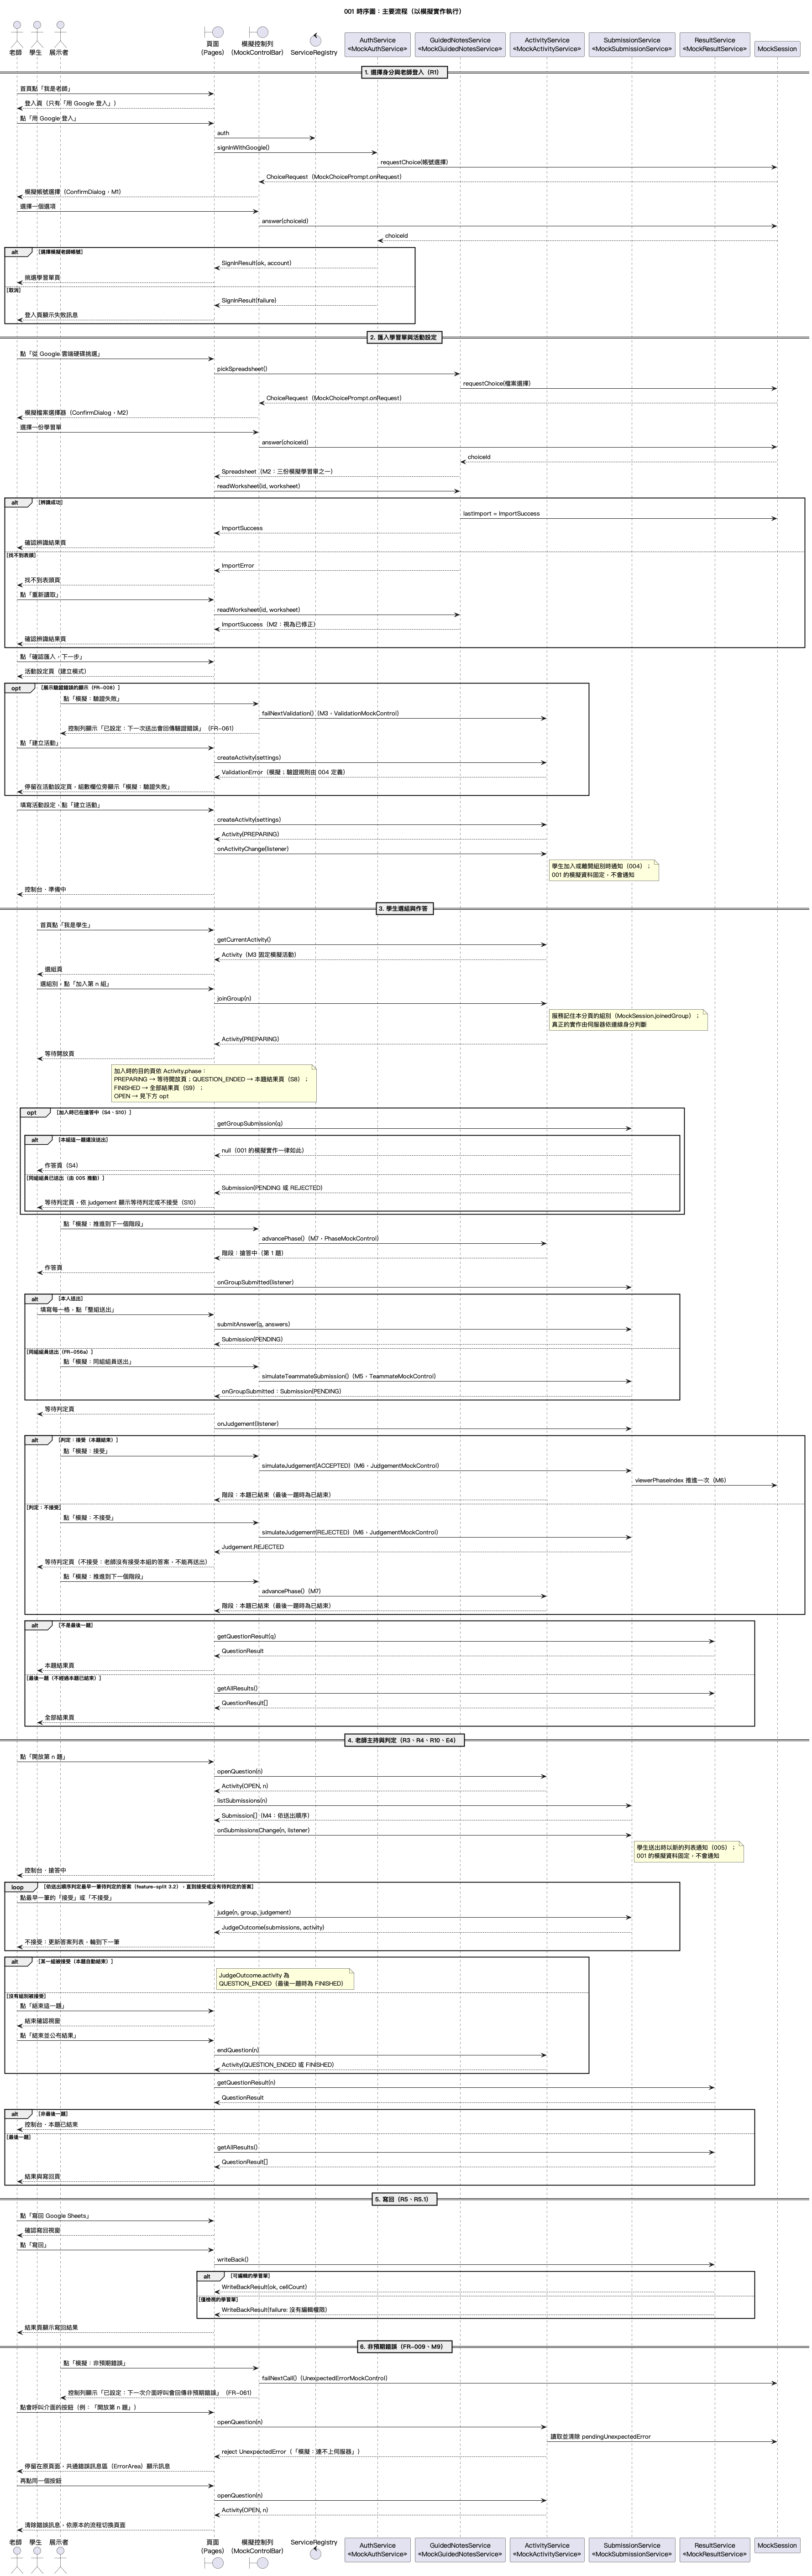 001 時序圖：主要流程（以模擬實作執行）
老師
學生
展示者
頁面
(Pages)
模擬控制列
(MockControlBar)
ServiceRegistry
AuthService
«MockAuthService»
GuidedNotesService
«MockGuidedNotesService»
ActivityService
«MockActivityService»
SubmissionService
«MockSubmissionService»
ResultService
«MockResultService»
MockSession
1. 選擇身分與老師登入（R1）
首頁點「我是老師」
登入頁（只有「用 Google 登入」）
點「用 Google 登入」
auth
signInWithGoogle()
requestChoice(帳號選擇)
ChoiceRequest（MockChoicePrompt.onRequest）
模擬帳號選擇（ConfirmDialog，M1）
選擇一個選項
answer(choiceId)
choiceId
alt [選擇模擬老師帳號]
SignInResult(ok, account)
挑選學習單頁
[取消]
SignInResult(failure)
登入頁顯示失敗訊息
2. 匯入學習單與活動設定
點「從 Google 雲端硬碟挑選」
pickSpreadsheet()
requestChoice(檔案選擇)
ChoiceRequest（MockChoicePrompt.onRequest）
模擬檔案選擇器（ConfirmDialog，M2）
選擇一份學習單
answer(choiceId)
choiceId
Spreadsheet（M2：三份模擬學習單之一）
readWorksheet(id, worksheet)
alt [辨識成功]
lastImport = ImportSuccess
ImportSuccess
確認辨識結果頁
[找不到表頭]
ImportError
找不到表頭頁
點「重新讀取」
readWorksheet(id, worksheet)
ImportSuccess（M2：視為已修正）
確認辨識結果頁
點「確認匯入，下一步」
活動設定頁（建立模式）
opt [展示驗證錯誤的顯示（FR-008）]
點「模擬：驗證失敗」
failNextValidation()（M3，ValidationMockControl）
控制列顯示「已設定：下一次送出會回傳驗證錯誤」（FR-061）
點「建立活動」
createActivity(settings)
ValidationError（模擬；驗證規則由 004 定義）
停留在活動設定頁，組數欄位旁顯示「模擬：驗證失敗」
填寫活動設定，點「建立活動」
createActivity(settings)
Activity(PREPARING)
onActivityChange(listener)
學生加入或離開組別時通知（004）；
001 的模擬資料固定，不會通知
控制台．準備中
3. 學生選組與作答
首頁點「我是學生」
getCurrentActivity()
Activity（M3 固定模擬活動）
選組頁
選組別，點「加入第 n 組」
joinGroup(n)
服務記住本分頁的組別（MockSession.joinedGroup）；
真正的實作由伺服器依連線身分判斷
Activity(PREPARING)
等待開放頁
加入時的目的頁依 Activity.phase：
PREPARING → 等待開放頁；QUESTION_ENDED → 本題結果頁（S8）；
FINISHED → 全部結果頁（S9）；
OPEN → 見下方 opt
opt [加入時已在搶答中（S4、S10）]
getGroupSubmission(q)
alt [本組這一題還沒送出]
null（001 的模擬實作一律如此）
作答頁（S4）
[同組組員已送出（由 005 推動）]
Submission(PENDING 或 REJECTED)
等待判定頁，依 judgement 顯示等待判定或不接受（S10）
點「模擬：推進到下一個階段」
advancePhase()（M7，PhaseMockControl）
階段：搶答中（第 1 題）
作答頁
onGroupSubmitted(listener)
alt [本人送出]
填寫每一格，點「整組送出」
submitAnswer(q, answers)
Submission(PENDING)
[同組組員送出（FR-056a）]
點「模擬：同組組員送出」
simulateTeammateSubmission()（M5，TeammateMockControl）
onGroupSubmitted：Submission(PENDING)
等待判定頁
onJudgement(listener)
alt [判定：接受（本題結束）]
點「模擬：接受」
simulateJudgement(ACCEPTED)（M6，JudgementMockControl）
viewerPhaseIndex 推進一次（M6）
階段：本題已結束（最後一題時為已結束）
[判定：不接受]
點「模擬：不接受」
simulateJudgement(REJECTED)（M6，JudgementMockControl）
Judgement.REJECTED
等待判定頁（不接受：老師沒有接受本組的答案，不能再送出）
點「模擬：推進到下一個階段」
advancePhase()（M7）
階段：本題已結束（最後一題時為已結束）
alt [不是最後一題]
getQuestionResult(q)
QuestionResult
本題結果頁
[最後一題（不經過本題已結束）]
getAllResults()
QuestionResult[]
全部結果頁
4. 老師主持與判定（R3、R4、R10、E4）
點「開放第 n 題」
openQuestion(n)
Activity(OPEN, n)
listSubmissions(n)
Submission[]（M4：依送出順序）
onSubmissionsChange(n, listener)
學生送出時以新的列表通知（005）；
001 的模擬資料固定，不會通知
控制台．搶答中
loop [依送出順序判定最早一筆待判定的答案（feature-split 3.2），直到接受或沒有待判定的答案]
點最早一筆的「接受」或「不接受」
judge(n, group, judgement)
JudgeOutcome(submissions, activity)
不接受：更新答案列表，輪到下一筆
alt [某一組被接受（本題自動結束）]
JudgeOutcome.activity 為
QUESTION_ENDED（最後一題時為 FINISHED）
[沒有組別被接受]
點「結束這一題」
結束確認視窗
點「結束並公布結果」
endQuestion(n)
Activity(QUESTION_ENDED 或 FINISHED)
getQuestionResult(n)
QuestionResult
alt [非最後一題]
控制台．本題已結束
[最後一題]
getAllResults()
QuestionResult[]
結果與寫回頁
5. 寫回（R5、R5.1）
點「寫回 Google Sheets」
確認寫回視窗
點「寫回」
writeBack()
alt [可編輯的學習單]
WriteBackResult(ok, cellCount)
[僅檢視的學習單]
WriteBackResult(failure: 沒有編輯權限)
結果頁顯示寫回結果
6. 非預期錯誤（FR-009、M9）
點「模擬：非預期錯誤」
failNextCall()（UnexpectedErrorMockControl）
控制列顯示「已設定：下一次介面呼叫會回傳非預期錯誤」（FR-061）
點會呼叫介面的按鈕（例：「開放第 n 題」）
openQuestion(n)
讀取並清除 pendingUnexpectedError
reject UnexpectedError（「模擬：連不上伺服器」）
停留在原頁面，共通錯誤訊息區（ErrorArea）顯示訊息
再點同一個按鈕
openQuestion(n)
Activity(OPEN, n)
清除錯誤訊息，依原本的流程切換頁面
老師
學生
展示者
頁面
(Pages)
模擬控制列
(MockControlBar)
ServiceRegistry
AuthService
«MockAuthService»
GuidedNotesService
«MockGuidedNotesService»
ActivityService
«MockActivityService»
SubmissionService
«MockSubmissionService»
ResultService
«MockResultService»
MockSession